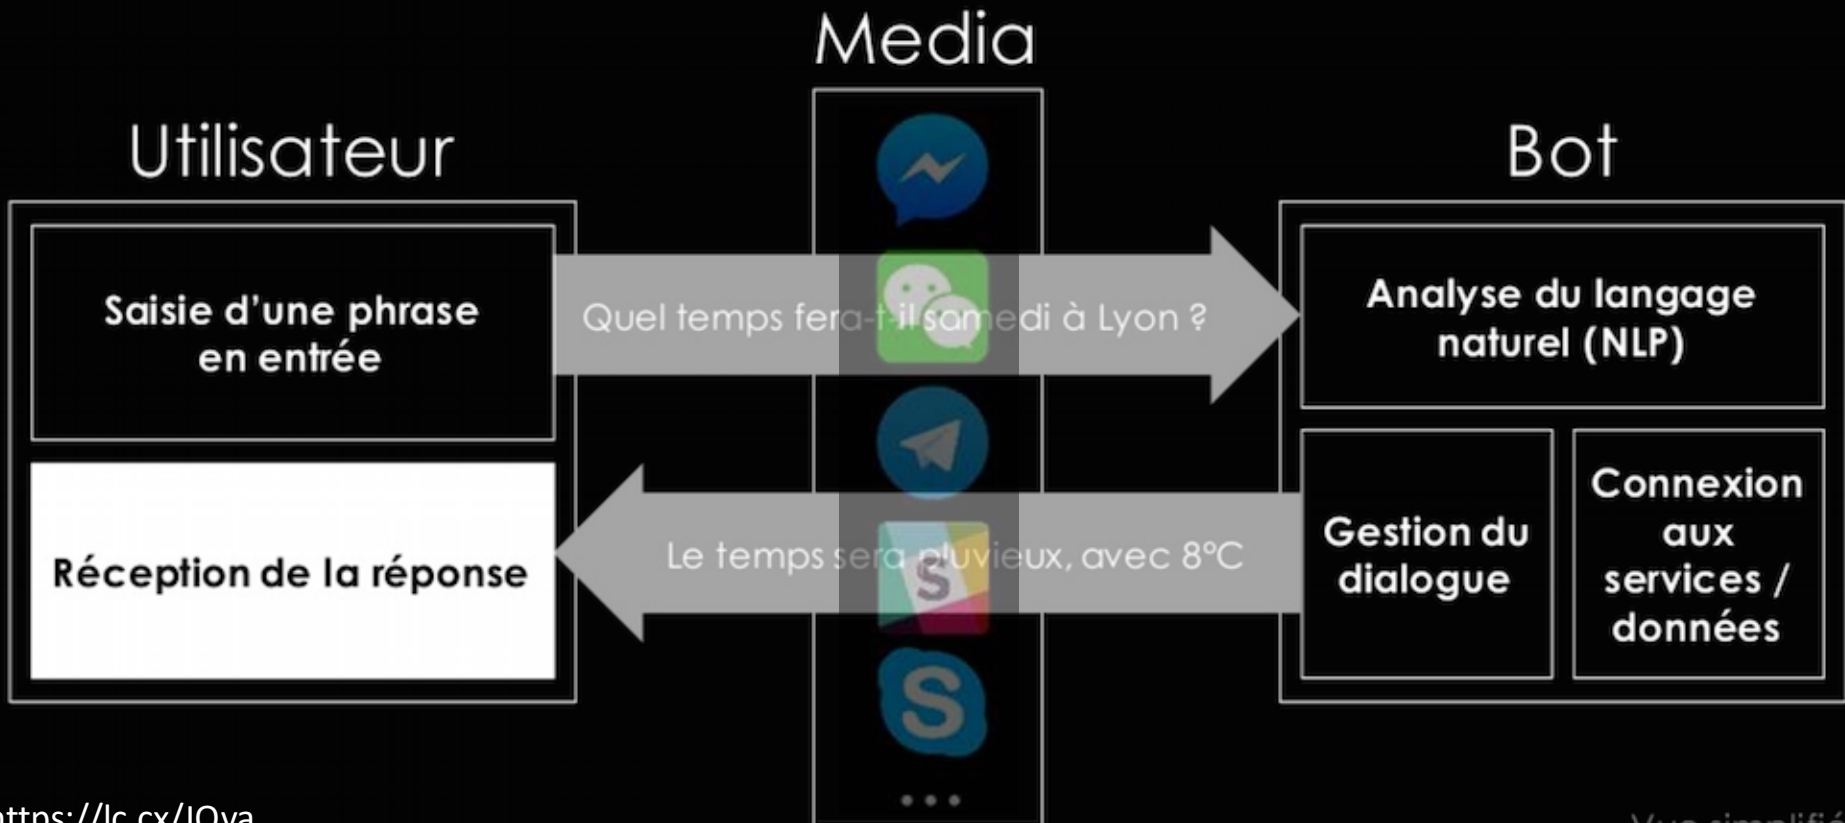 Media
Utilisateur
Bot
Saisie d'une phrase
en entrée
Quel temps fera-t-il samedi à Lyon ?
Analyse du langage
naturel (NLP)
Réception de la réponse
Le temps sera pluvieux, avec 8°C
S
Gestion du
dialogue
Connexion
aux
services /
données
S
...
https://lc.cx/JQya
Vue simplifié